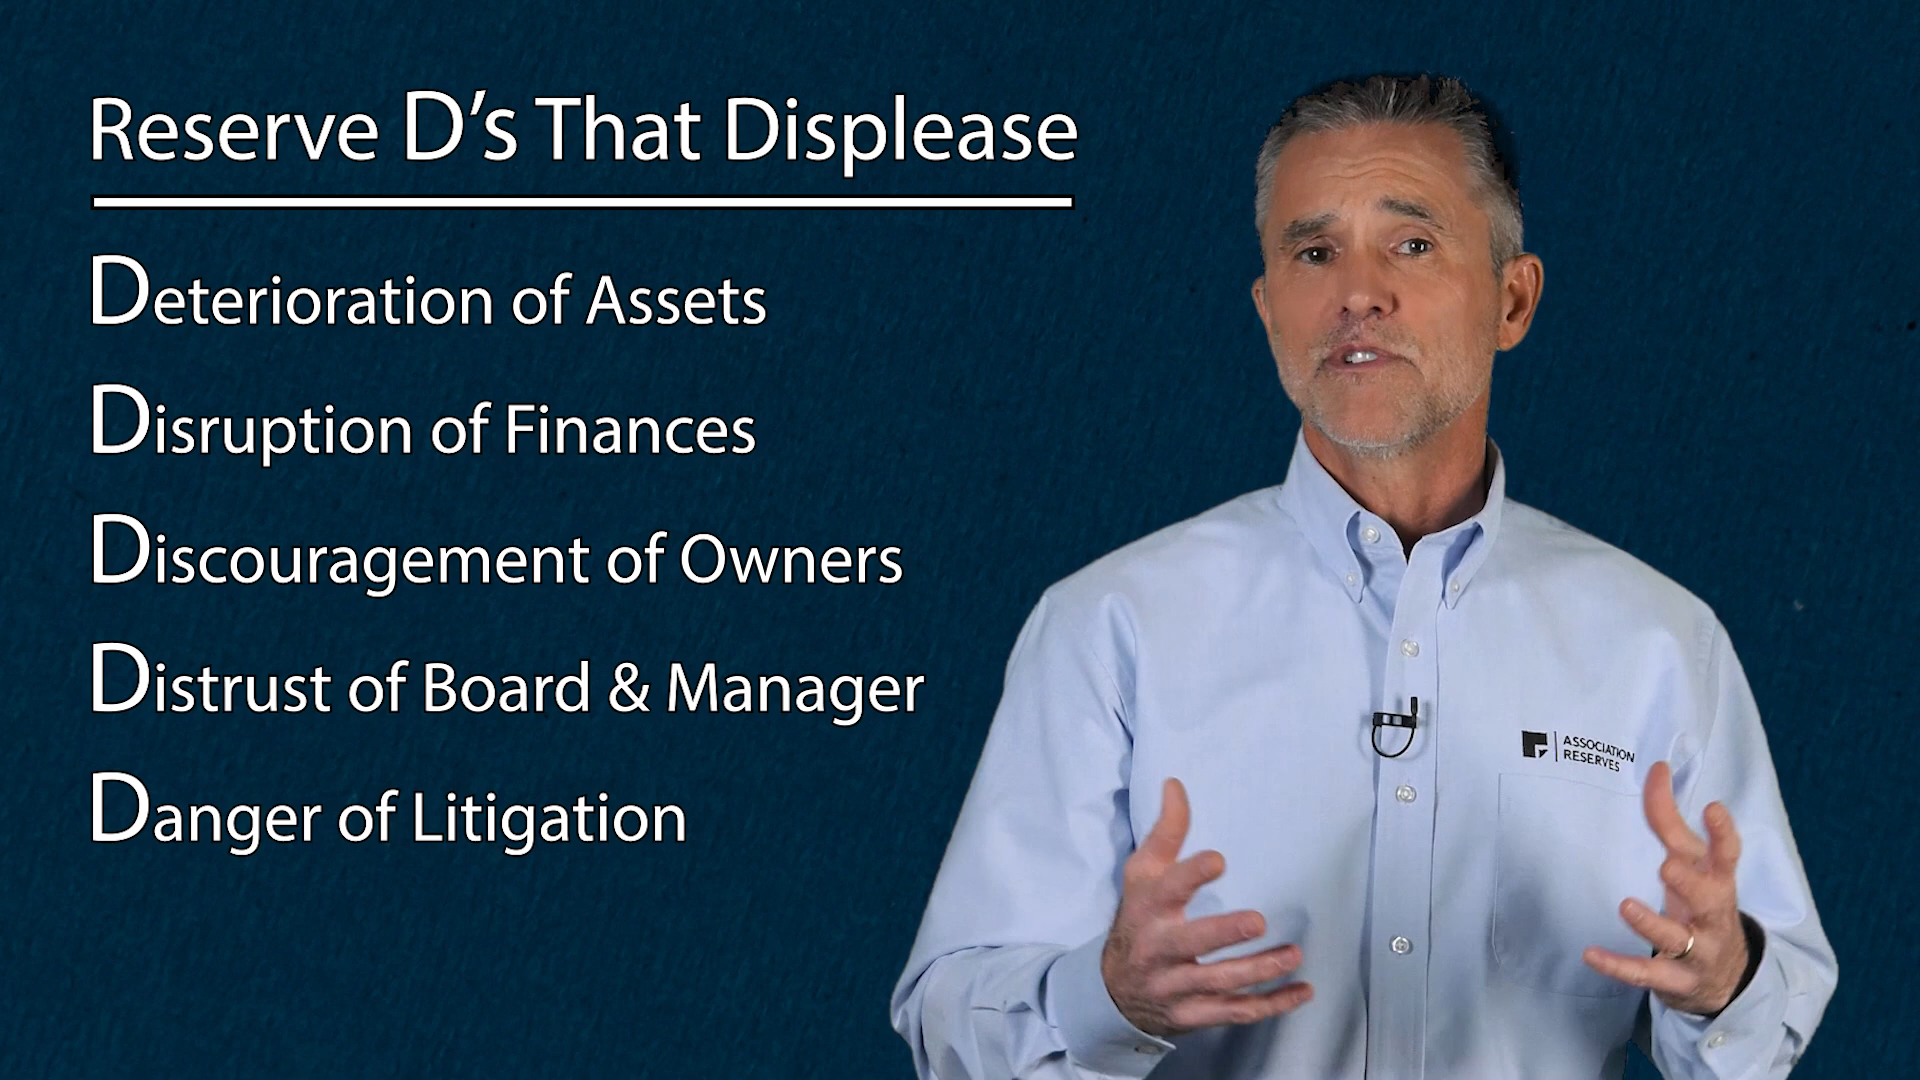 Reserve D’s That Displease
Deterioration of Assets
Disruption of Finances
Discouragement of Owners
Distrust of Board & Manager
Danger of Litigation
ASSOCIATION
RESERVES